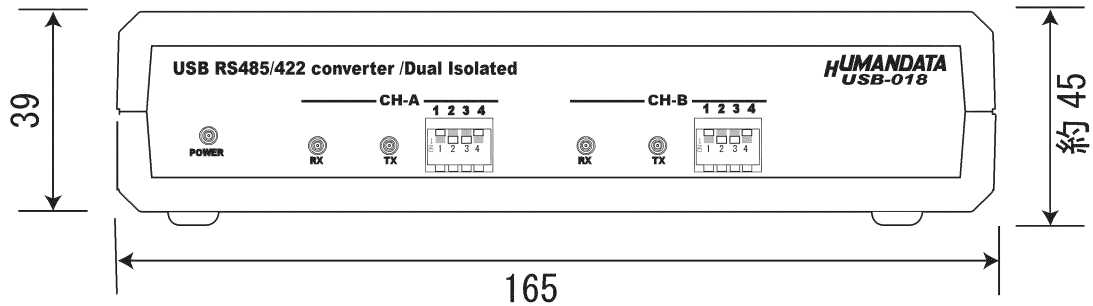 USB RS485/422 converter /Dual Isolated
HUMANDATA
USB-018
CH-A
1 2 3 4
CH-B
1 2 3 4
1 2 3 4
1 2 3 4
POWER
RX
TX
RX
TX
39
約 45
165